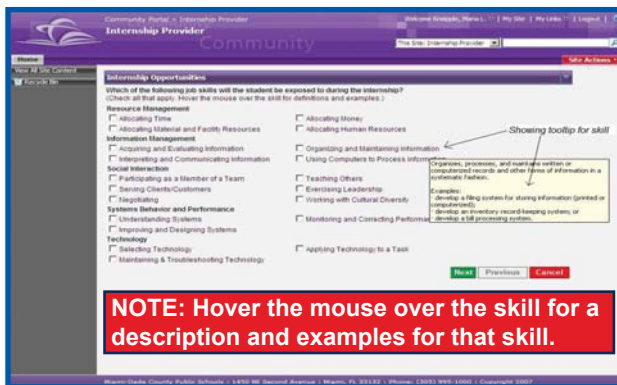 Community Portal > Internship Provider
Welcome Gonzalo, Maria L. | My Site | My Links | Logout |
Internship Provider
Community
This Site: Internship Provider
Home
Site Actions
View All Site Content
Recycle Bin
Internship Opportunities
Which of the following job skills will the student be exposed to during the internship?
(Check all that apply. Hover the mouse over the skill for definitions and examples.)
Resource Management
Allocating Time
Allocating Money
Allocating Material and Facility Resources
Allocating Human Resources
Showing tooltip for skill
Information Management
Acquiring and Evaluating Information
Organizing and Maintaining Information
Interpreting and Communicating Information
Using Computers to Process Information
Social Interaction
Participating as a Member of a Team
Teaching Others
Serving Clients/Customers
Exercising Leadership
Negotiating
Working with Cultural Diversity
Systems Behavior and Performance
Understanding Systems
Monitoring and Correcting Performa
Improving and Designing Systems
Technology
Selecting Technology
Applying Technology to a Task
Maintaining & Troubleshooting Technology
Organizes, processes, and maintains written or
computerized records and other forms of information in a
systematic fashion.
Examples:
- develop a filing system for storing information (printed or
computerized);
- develop an inventory record-keeping system; or
- develop a bill processing system.
Next Previous Cancel
NOTE: Hover the mouse over the skill for a
description and examples for that skill.
Miami-Dade County Public Schools | 1450 NE Second Avenue | Miami, FL 33132 | Phone: (305) 995-1000 | Copyright 2007